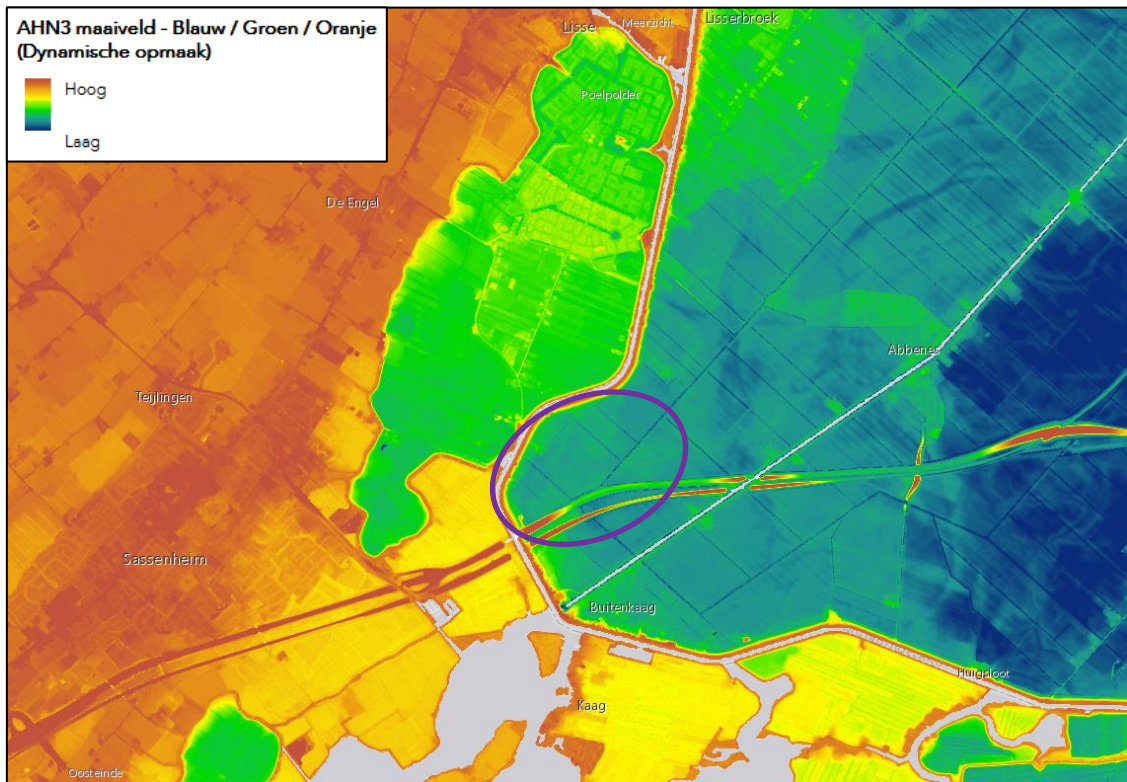 AHN3 maaiveld - Blauw / Groen / Oranje
(Dynamische opmaak)
Hoog
Laag
Lisse
Meerzicht
Lisserbroek
Poelpolder
De Engel
Abbenes
Teijlingen
Sassenheim
Buitenkaag
Huigsloot
Kaag
Oosteinde